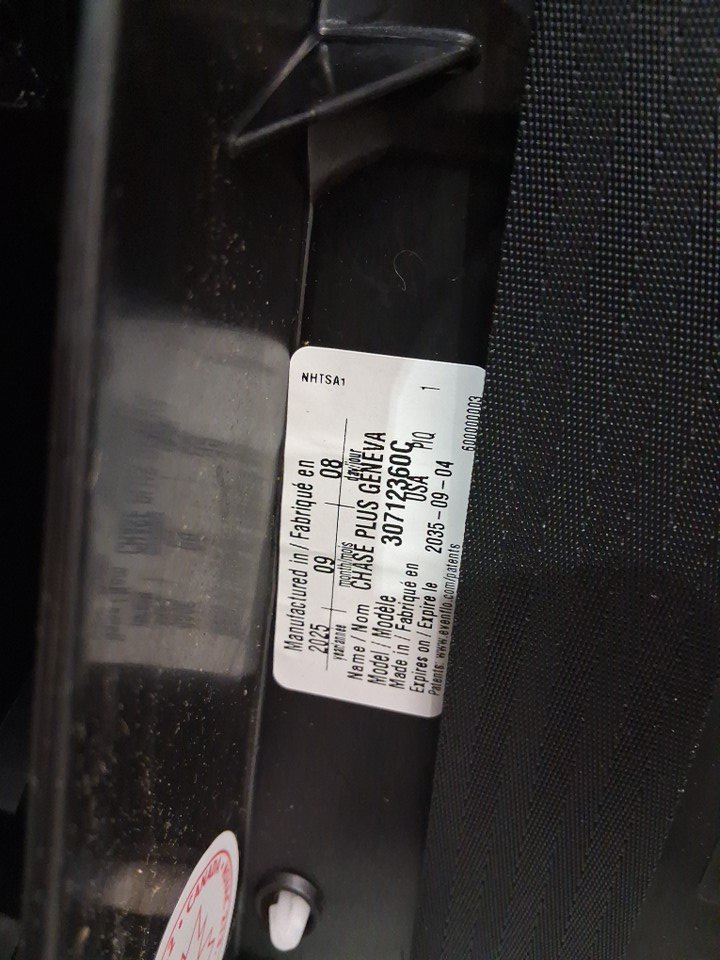 NHTSA1
1
Manufactured in / Fabriqué en
2025 09 08
year/année month/mois day/jour
Name / Nom CHASE PLUS GENEVA
Model / Modèle 30712360C
Made in / Fabriqué en USA PIQ
Expires on / Expire le 2035-09-04
Patents: www.evenflo.com/patents 6000000003
CANADA